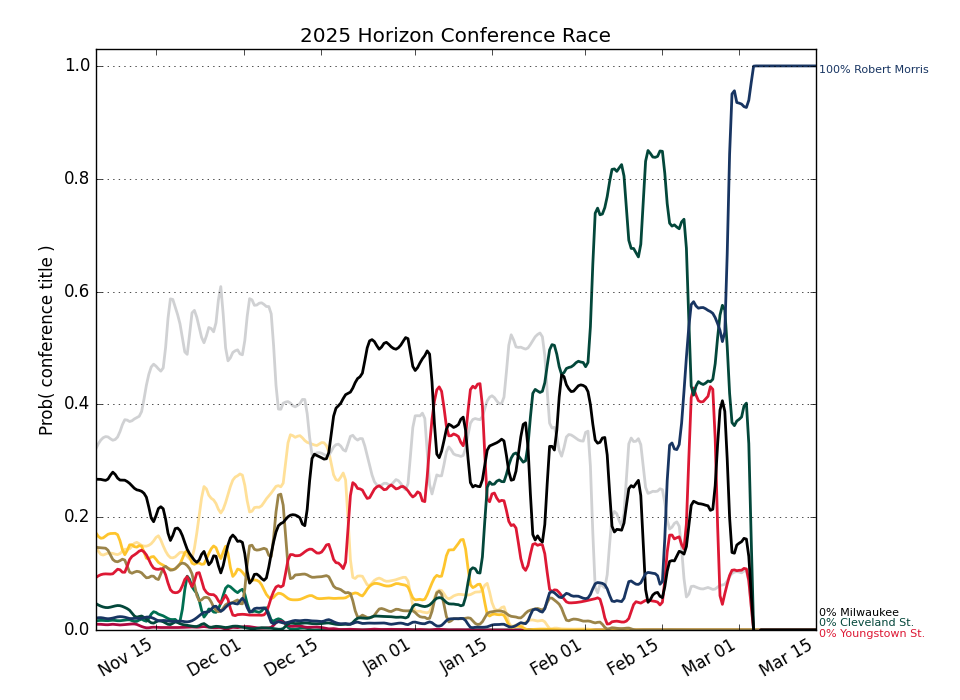 2025 Horizon Conference Race
Prob( conference title )
1.0
0.8
0.6
0.4
0.2
0.0
Nov 15
Dec 01
Dec 15
Jan 01
Jan 15
Feb 01
Feb 15
Mar 01
Mar 15
100% Robert Morris
0% Milwaukee
0% Cleveland St.
0% Youngstown St.